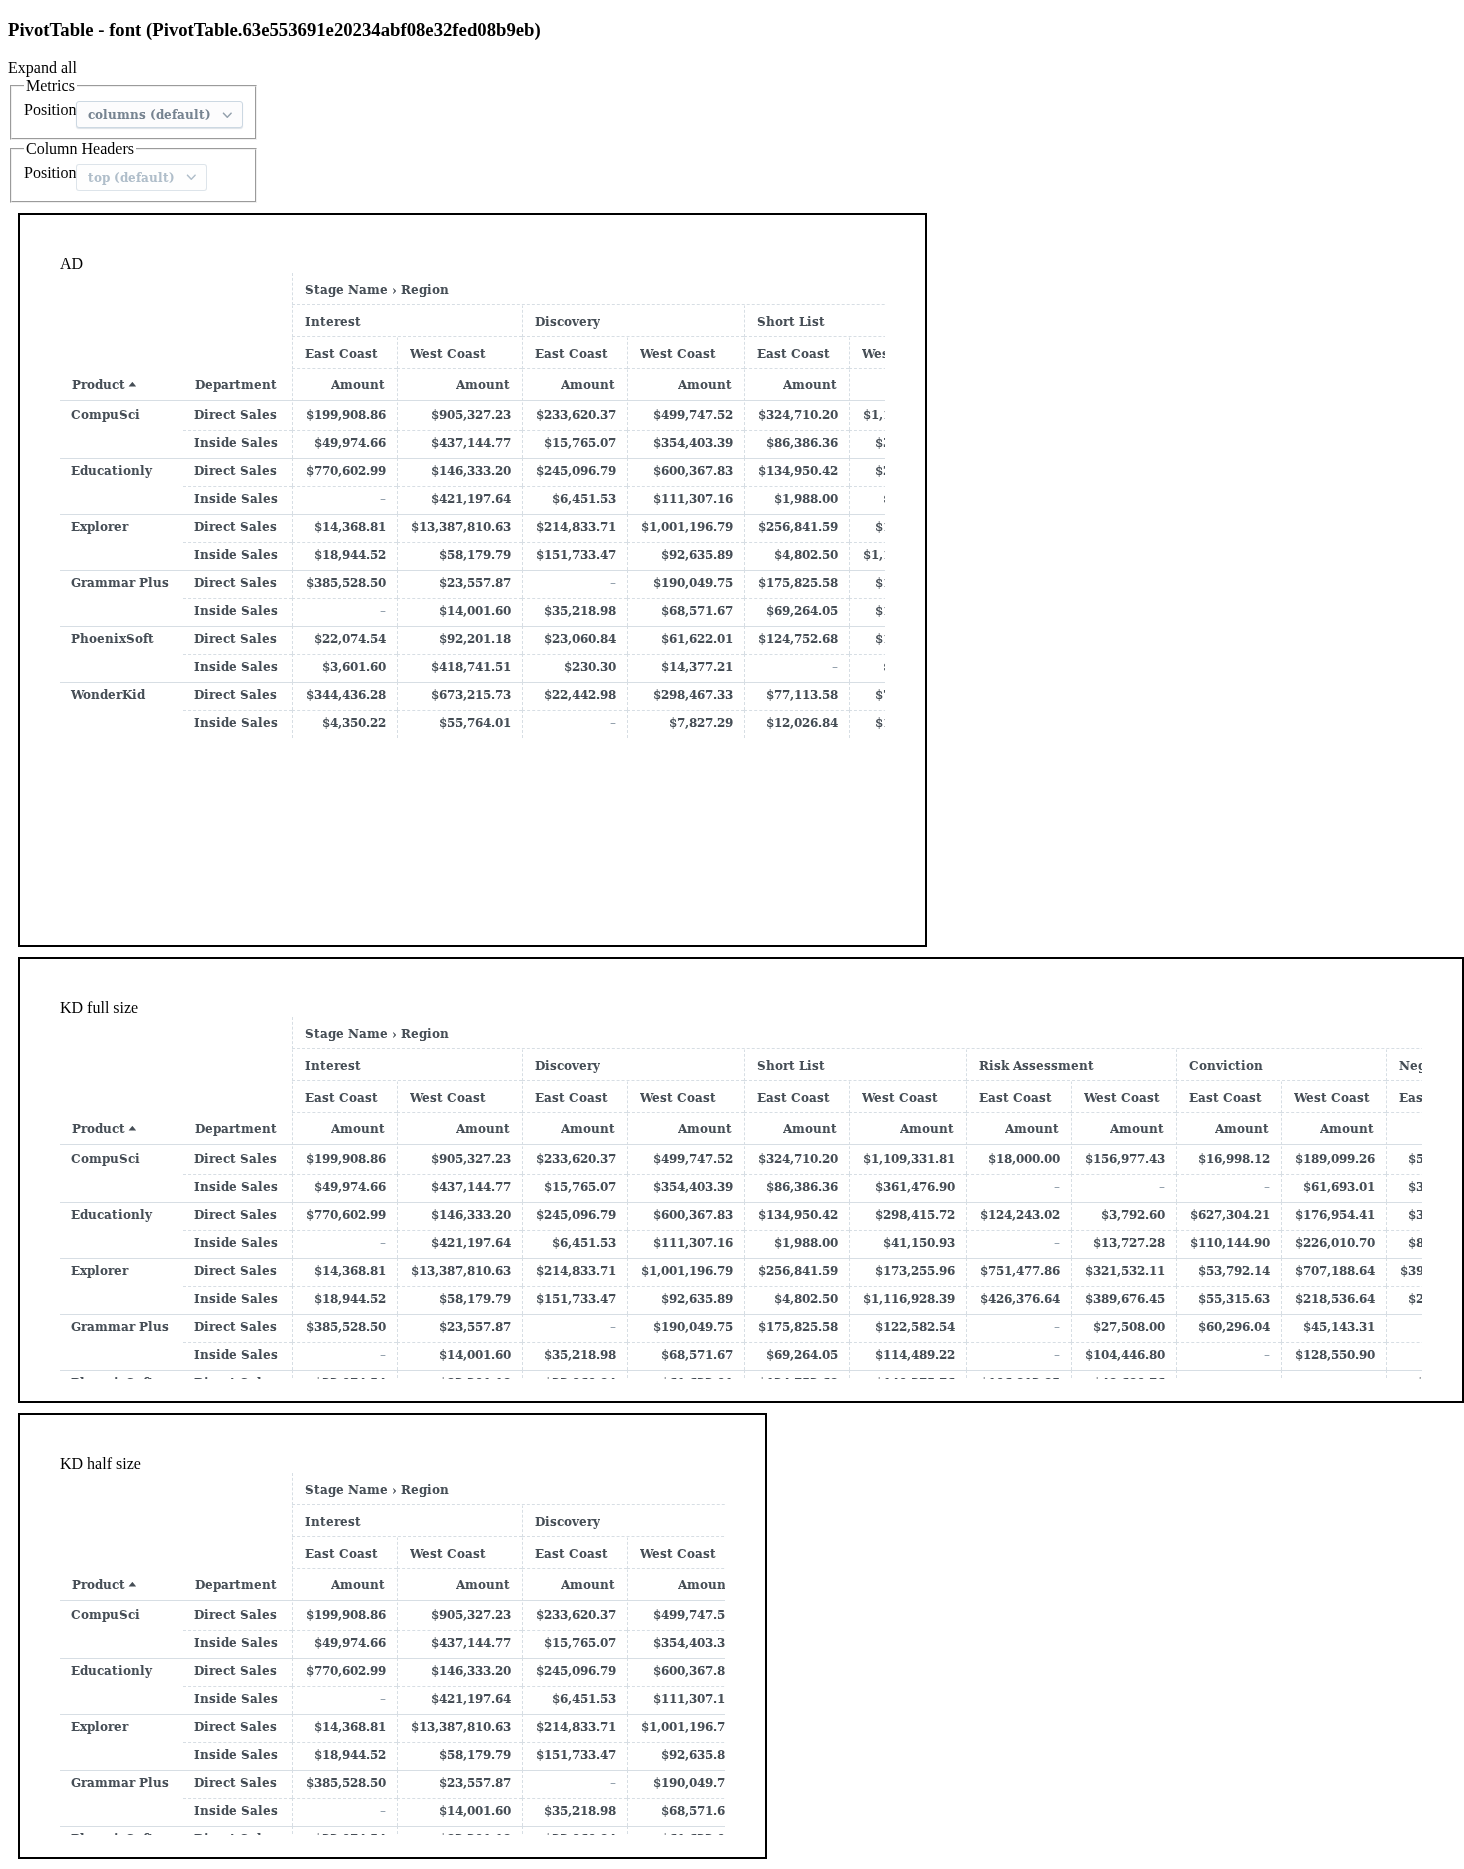 PivotTable - font (PivotTable.63e553691e20234abf08e32fed08b9eb)
Expand all
Metrics
Position columns (default)
Column Headers
Position top (default)
AD
Stage Name › Region
Interest Discovery Short List
East Coast West Coast East Coast West Coast East Coast
Product Department Amount Amount Amount Amount Amount
CompuSci Direct Sales $199,908.86 $905,327.23 $233,620.37 $499,747.52 $324,710.20
Inside Sales $49,974.66 $437,144.77 $15,765.07 $354,403.39 $86,386.36
Educationly Direct Sales $770,602.99 $146,333.20 $245,096.79 $600,367.83 $134,950.42
Inside Sales – $421,197.64 $6,451.53 $111,307.16 $1,988.00
Explorer Direct Sales $14,368.81 $13,387,810.63 $214,833.71 $1,001,196.79 $256,841.59
Inside Sales $18,944.52 $58,179.79 $151,733.47 $92,635.89 $4,802.50
Grammar Plus Direct Sales $385,528.50 $23,557.87 – $190,049.75 $175,825.58
Inside Sales – $14,001.60 $35,218.98 $68,571.67 $69,264.05
PhoenixSoft Direct Sales $22,074.54 $92,201.18 $23,060.84 $61,622.01 $124,752.68
Inside Sales $3,601.60 $418,741.51 $230.30 $14,377.21 –
WonderKid Direct Sales $344,436.28 $673,215.73 $22,442.98 $298,467.33 $77,113.58
Inside Sales $4,350.22 $55,764.01 – $7,827.29 $12,026.84
KD full size
Stage Name › Region
Interest Discovery Short List Risk Assessment Conviction
East Coast West Coast East Coast West Coast East Coast West Coast East Coast West Coast East Coast West Coast Eas
Product Department Amount Amount Amount Amount Amount Amount Amount Amount Amount Amount
CompuSci Direct Sales $199,908.86 $905,327.23 $233,620.37 $499,747.52 $324,710.20 $1,109,331.81 $18,000.00 $156,977.43 $16,998.12 $189,099.26 $5
Inside Sales $49,974.66 $437,144.77 $15,765.07 $354,403.39 $86,386.36 $361,476.90 – – – $61,693.01 $3
Educationly Direct Sales $770,602.99 $146,333.20 $245,096.79 $600,367.83 $134,950.42 $298,415.72 $124,243.02 $3,792.60 $627,304.21 $176,954.41 $3
Inside Sales – $421,197.64 $6,451.53 $111,307.16 $1,988.00 $41,150.93 – $13,727.28 $110,144.90 $226,010.70 $8
Explorer Direct Sales $14,368.81 $13,387,810.63 $214,833.71 $1,001,196.79 $256,841.59 $173,255.96 $751,477.86 $321,532.11 $53,792.14 $707,188.64 $39
Inside Sales $18,944.52 $58,179.79 $151,733.47 $92,635.89 $4,802.50 $1,116,928.39 $426,376.64 $389,676.45 $55,315.63 $218,536.64 $2
Grammar Plus Direct Sales $385,528.50 $23,557.87 – $190,049.75 $175,825.58 $122,582.54 – $27,508.00 $60,296.04 $45,143.31
Inside Sales – $14,001.60 $35,218.98 $68,571.67 $69,264.05 $114,489.22 – $104,446.80 – $128,550.90
KD half size
Stage Name › Region
Interest Discovery
East Coast West Coast East Coast West Coast
Product Department Amount Amount Amount Amoun
CompuSci Direct Sales $199,908.86 $905,327.23 $233,620.37 $499,747.5
Inside Sales $49,974.66 $437,144.77 $15,765.07 $354,403.3
Educationly Direct Sales $770,602.99 $146,333.20 $245,096.79 $600,367.8
Inside Sales – $421,197.64 $6,451.53 $111,307.1
Explorer Direct Sales $14,368.81 $13,387,810.63 $214,833.71 $1,001,196.7
Inside Sales $18,944.52 $58,179.79 $151,733.47 $92,635.8
Grammar Plus Direct Sales $385,528.50 $23,557.87 – $190,049.7
Inside Sales – $14,001.60 $35,218.98 $68,571.6